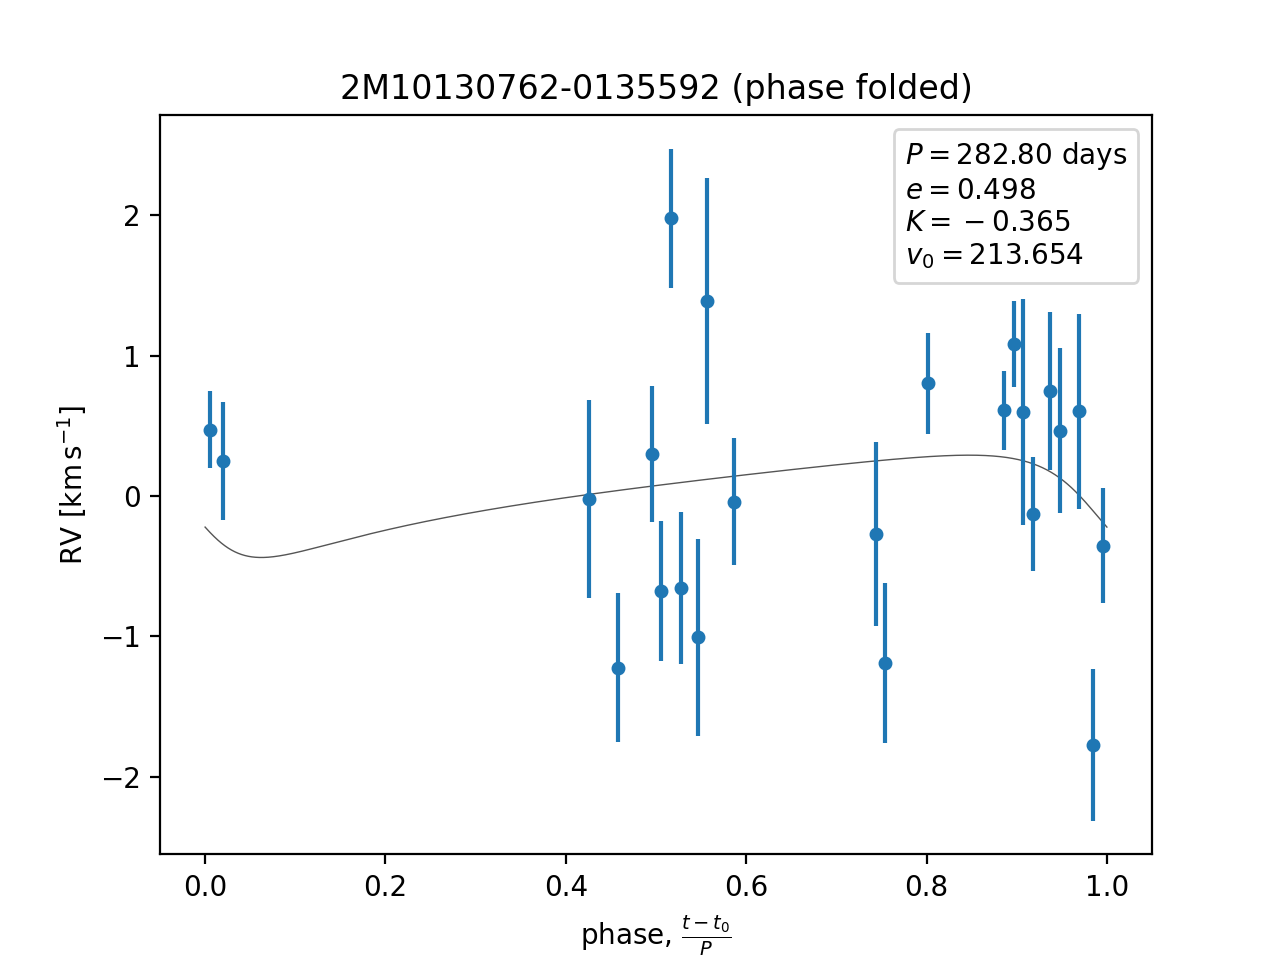 2M10130762-0135592 (phase folded)
P = 282.80 days
e = 0.498
K = −0.365
v₀ = 213.654
2
1
0
−1
−2
RV [km s⁻¹]
0.0 0.2 0.4 0.6 0.8 1.0
phase, (t − t₀)/P